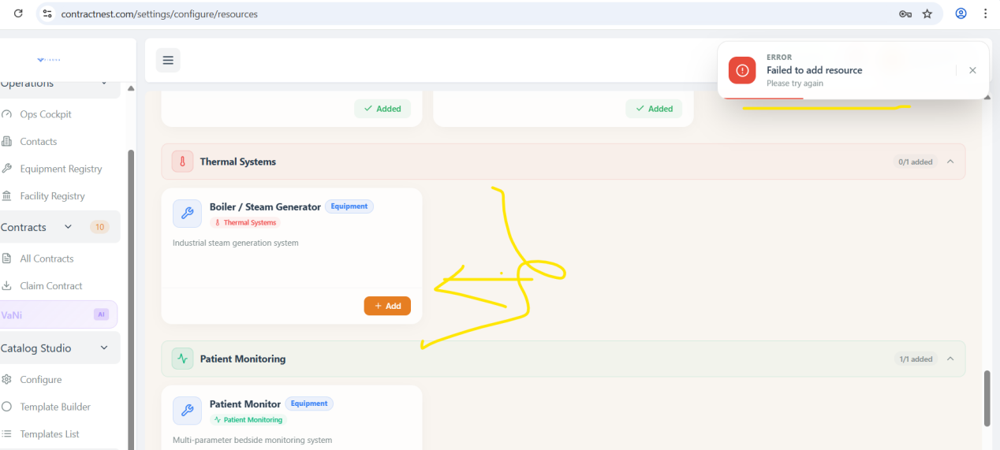 contractnest.com/settings/configure/resources
ERROR
Failed to add resource
Please try again
Operations
Ops Cockpit
Contacts
Equipment Registry
Facility Registry
Contracts 10
All Contracts
Claim Contract
VaNi AI
Catalog Studio
Configure
Template Builder
Templates List
Added Added
Thermal Systems 0/1 added
Boiler / Steam Generator Equipment
Thermal Systems
Industrial steam generation system
+ Add
Patient Monitoring 1/1 added
Patient Monitor Equipment
Patient Monitoring
Multi-parameter bedside monitoring system